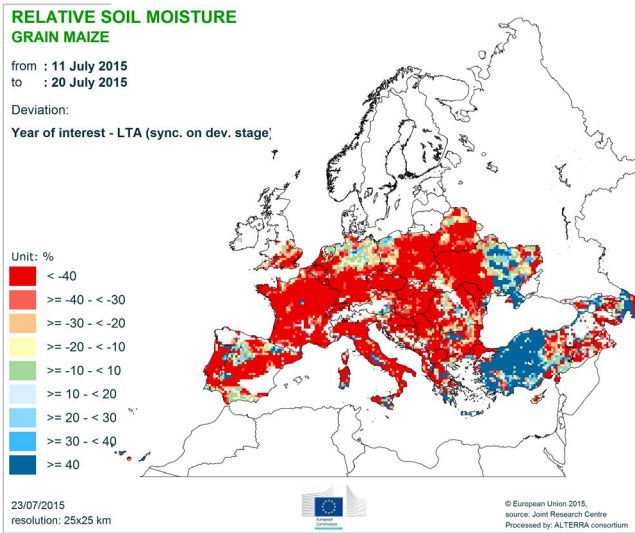 RELATIVE SOIL MOISTURE
GRAIN MAIZE
from : 11 July 2015
to : 20 July 2015
Deviation:
Year of interest - LTA (sync. on dev. stage)
Unit: %
< -40
>= -40 - < -30
>= -30 - < -20
>= -20 - < -10
>= -10 - < 10
>= 10 - < 20
>= 20 - < 30
>= 30 - < 40
>= 40
23/07/2015
resolution: 25x25 km
European
Commission
© European Union 2015,
source: Joint Research Centre
Processed by: ALTERRA consortium